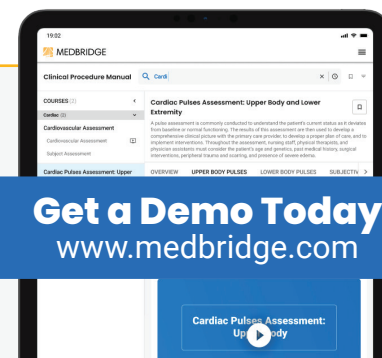 19:02
MEDBRIDGE
Clinical Procedure Manual
Cardi
COURSES (2)
Cardiac (3)
Cardiovascular Assessment
Cardiovascular Assessment
Subject Assessment
Cardiac Pulses Assessment: Upper
Cardiac Pulses Assessment: Upper Body and Lower
Extremity
A pulse assessment is commonly conducted to understand the patient's current status as it deviates
from baseline or normal functioning. The results of this assessment are then used to develop a
comprehensive clinical picture with the primary care provider, to develop a proper plan of care, and to
implement interventions. Throughout the assessment, nursing staff, physical therapists, and
physician assistants must consider the patient's age and genetics, past medical history, surgical
interventions, peripheral trauma and scarring, and presence of severe edema.
OVERVIEW UPPER BODY PULSES LOWER BODY PULSES SUBJECTIV
Get a Demo Today
www.medbridge.com
Cardiac Pulses Assessment:
Upper Body